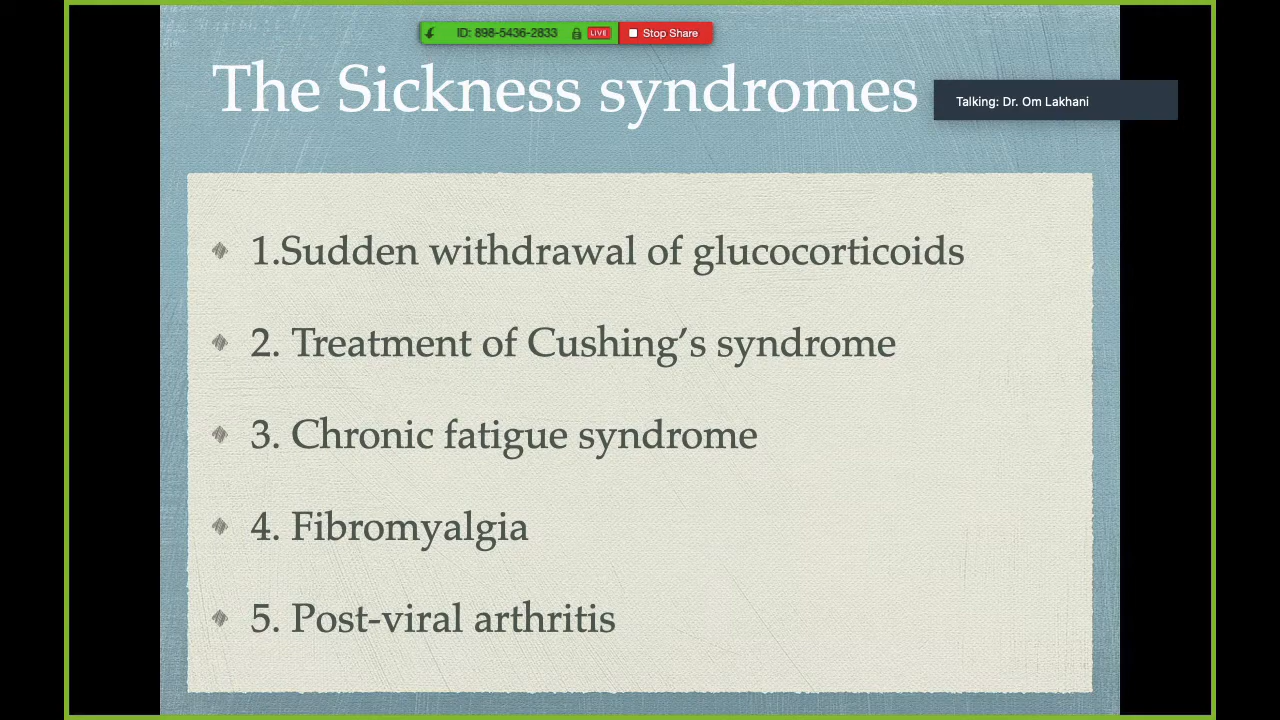 ID: 898-5436-2833 LIVE Stop Share
The Sickness syndromes
Talking: Dr. Om Lakhani
1.Sudden withdrawal of glucocorticoids
2. Treatment of Cushing’s syndrome
3. Chronic fatigue syndrome
4. Fibromyalgia
5. Post-viral arthritis